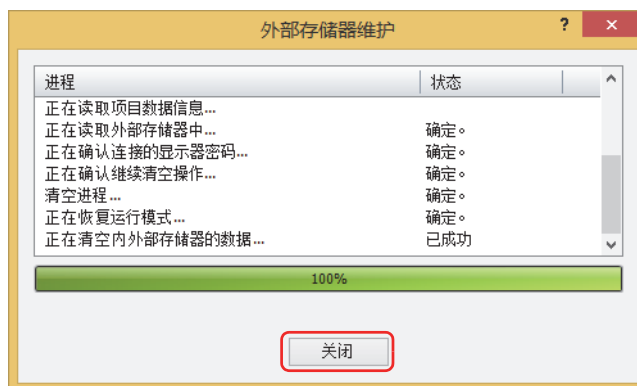 外部存储器维护
? ×
进程 状态
正在读取项目数据信息...
正在读取外部存储器中... 确定。
正在确认连接的显示器密码... 确定。
正在确认继续清空操作... 确定。
清空进程... 确定。
正在恢复运行模式... 确定。
正在清空内外部存储器的数据... 已成功
100%
关闭